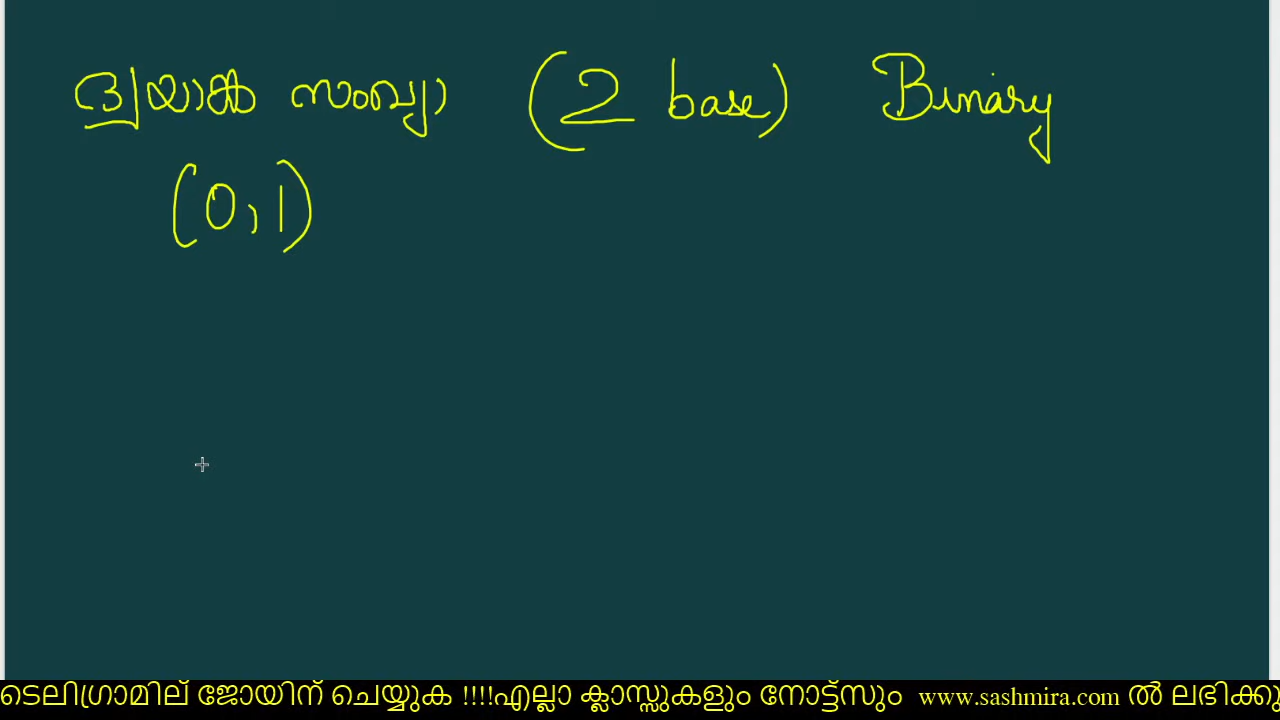 ദ്വയാങ്ക സംഖ്യാ (2 base) Binary
(0,1)
ടെലിഗ്രാമില് ജോയിന് ചെയ്യുക !!!!എല്ലാ ക്ലാസ്സുകളും നോട്ട്സും www.sashmira.com ൽ ലഭിക്കു